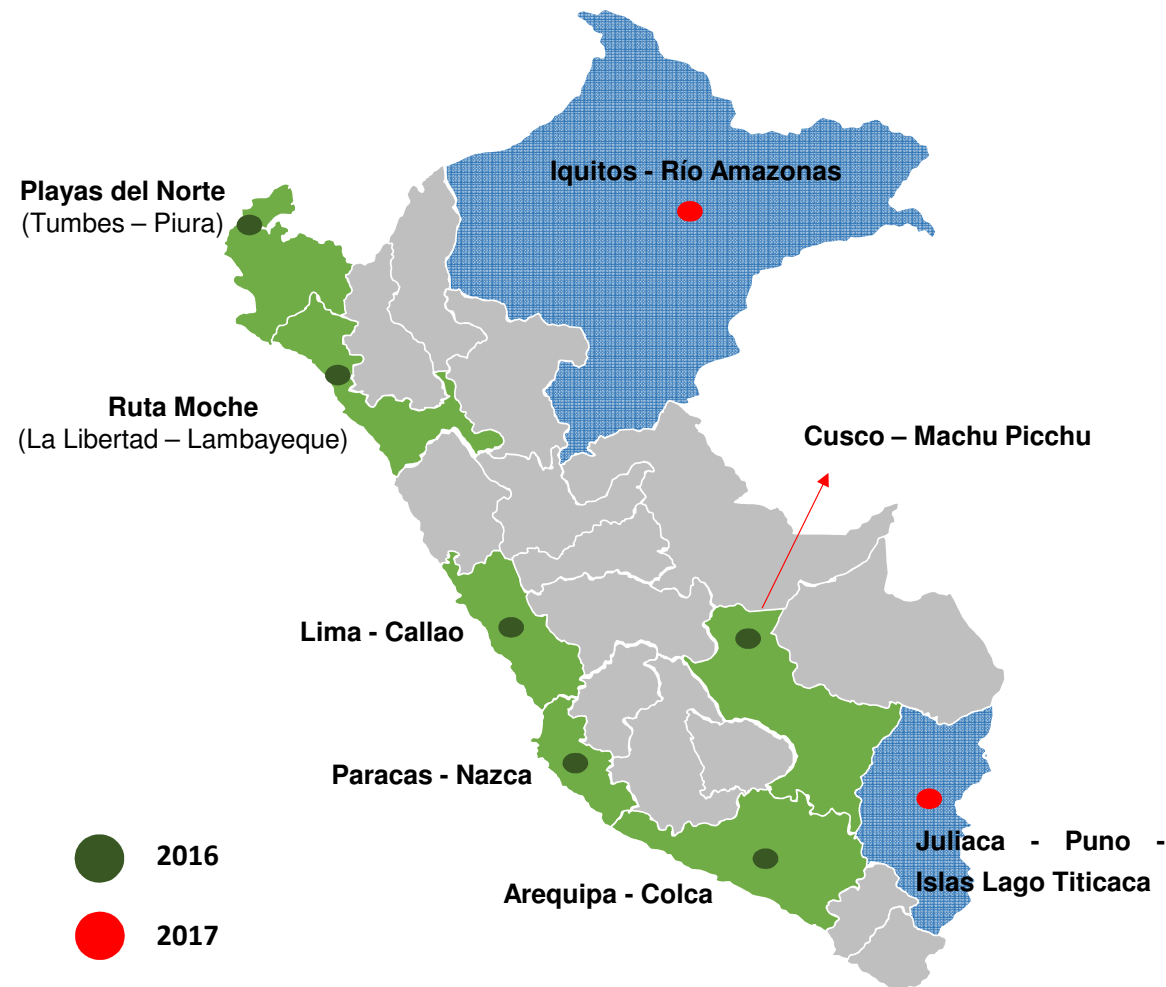 Iquitos - Río Amazonas
Playas del Norte
(Tumbes – Piura)
Ruta Moche
(La Libertad – Lambayeque)
Cusco – Machu Picchu
Lima - Callao
Paracas - Nazca
Juliaca - Puno -
Islas Lago Titicaca
Arequipa - Colca
2016
2017